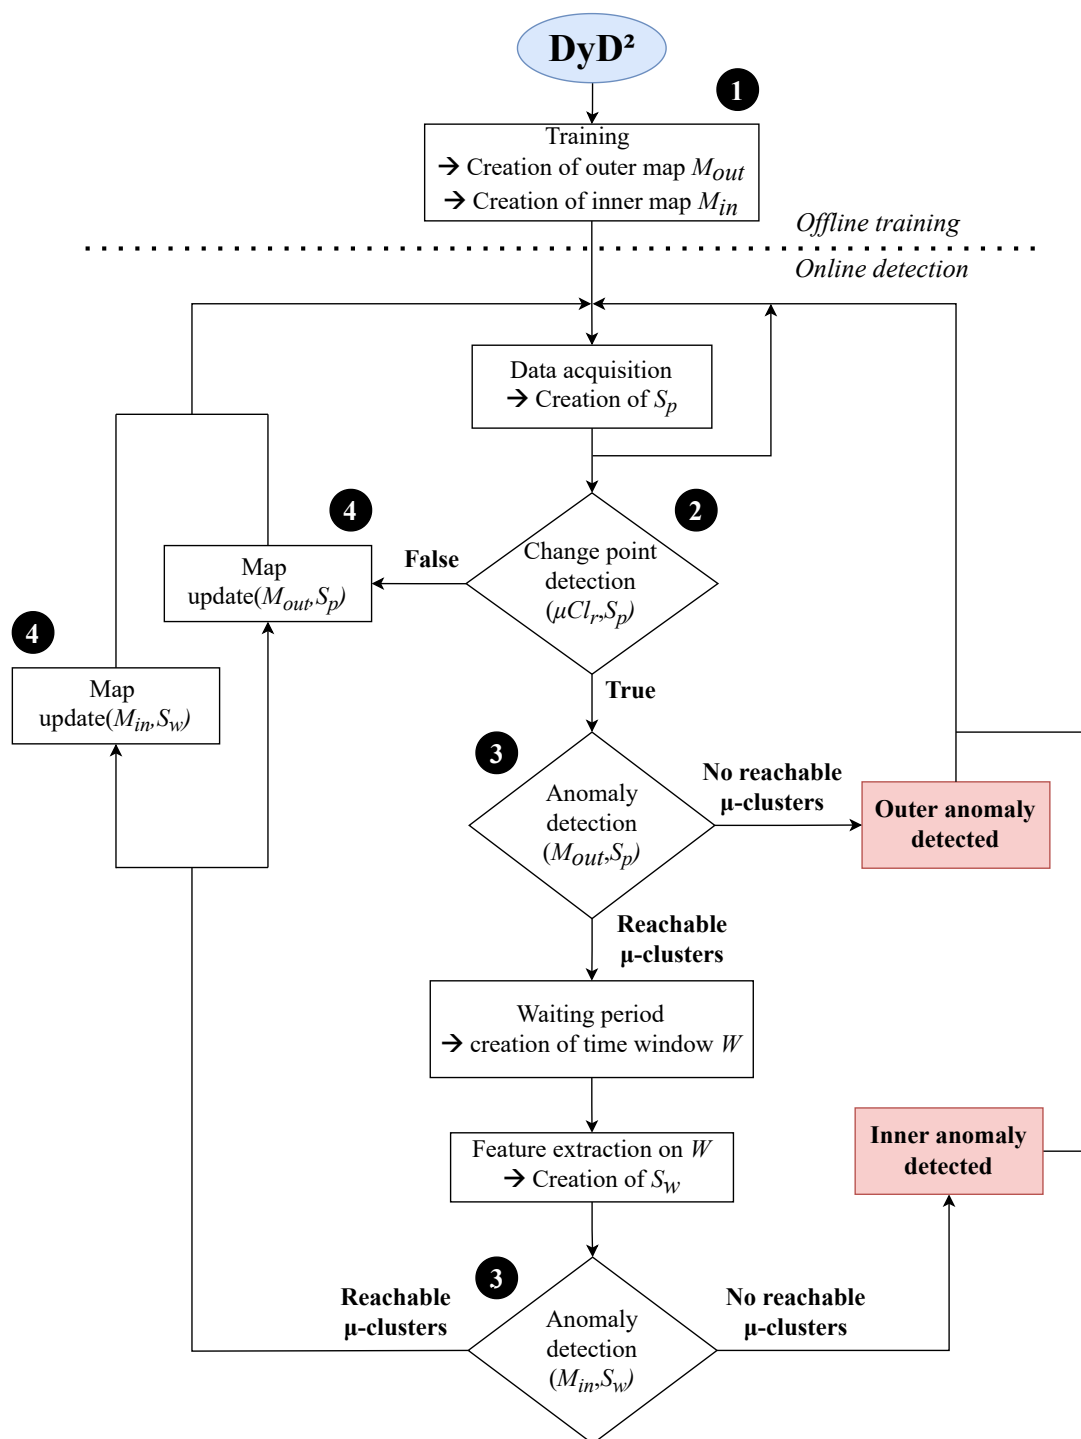 DyD²
1
Training
→ Creation of outer map M_out
→ Creation of inner map M_in
Offline training
Online detection
Data acquisition
→ Creation of S_p
2
Change point
detection
(μCl_r,S_p)
False
4
Map
update(M_out,S_p)
4
Map
update(M_in,S_w)
True
3
Anomaly
detection
(M_out,S_p)
No reachable
μ-clusters
Outer anomaly
detected
Reachable
μ-clusters
Waiting period
→ creation of time window W
Feature extraction on W
→ Creation of S_w
Inner anomaly
detected
3
Anomaly
detection
(M_in,S_w)
Reachable
μ-clusters
No reachable
μ-clusters